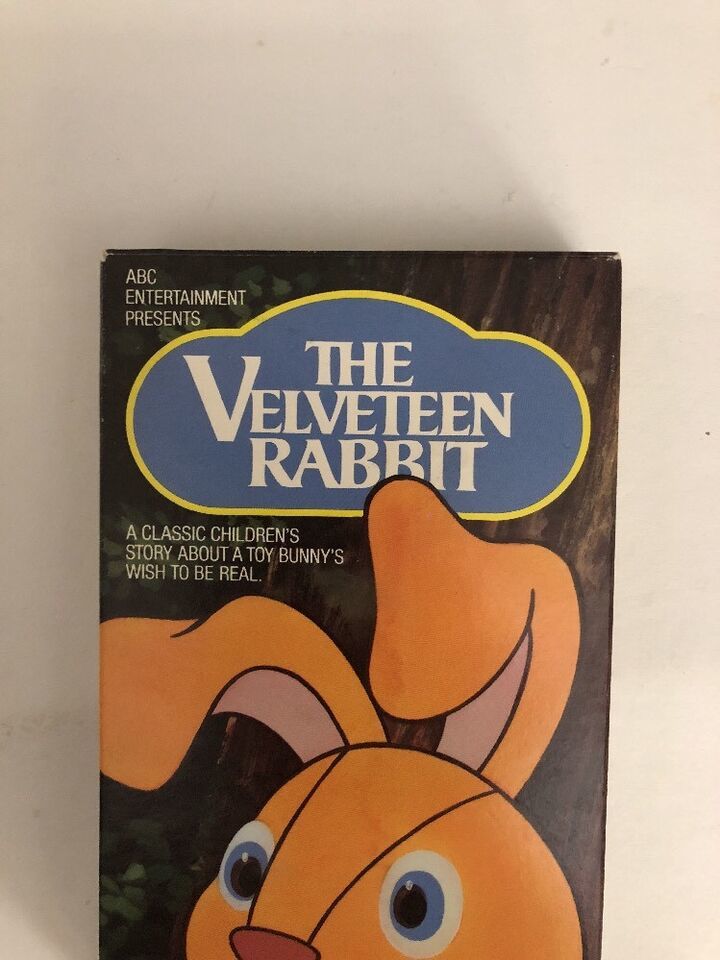 ABC
ENTERTAINMENT
PRESENTS
THE
VELVETEEN
RABBIT
A CLASSIC CHILDREN'S
STORY ABOUT A TOY BUNNY'S
WISH TO BE REAL.